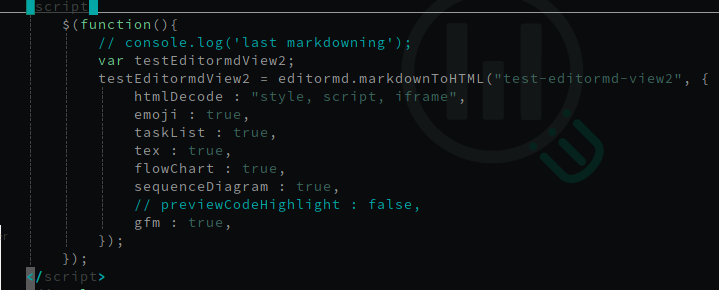 <script>
$(function(){
// console.log('last markdowning');
var testEditormdView2;
testEditormdView2 = editormd.markdownToHTML("test-editormd-view2", {
htmlDecode : "style, script, iframe",
emoji : true,
taskList : true,
tex : true,
flowChart : true,
sequenceDiagram : true,
// previewCodeHighlight : false,
gfm : true,
});
});
</script>